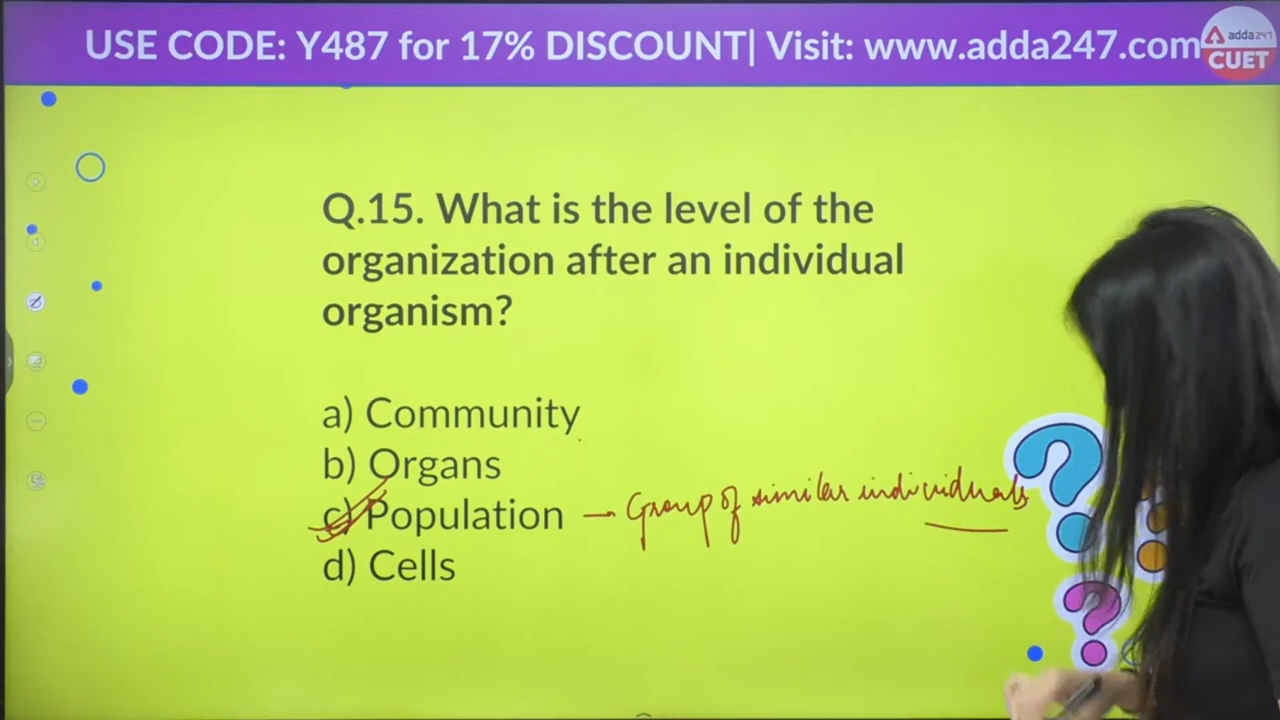 USE CODE: Y487 for 17% DISCOUNT| Visit: www.adda247.com
adda247
CUET
Q.15. What is the level of the
organization after an individual
organism?
a) Community
b) Organs
c) Population – Group of similar individuals
d) Cells